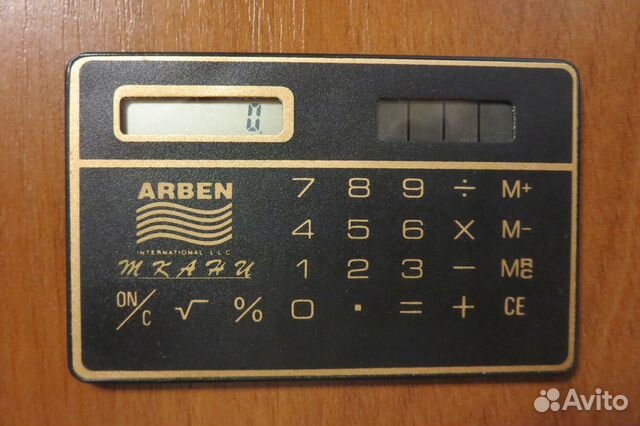 0.
ARBEN
INTERNATIONAL L.L.C
ТКАНИ
7 8 9 ÷ M+
4 5 6 X M−
1 2 3 − MRC
ON/C √ % 0 . = + CE
Avito